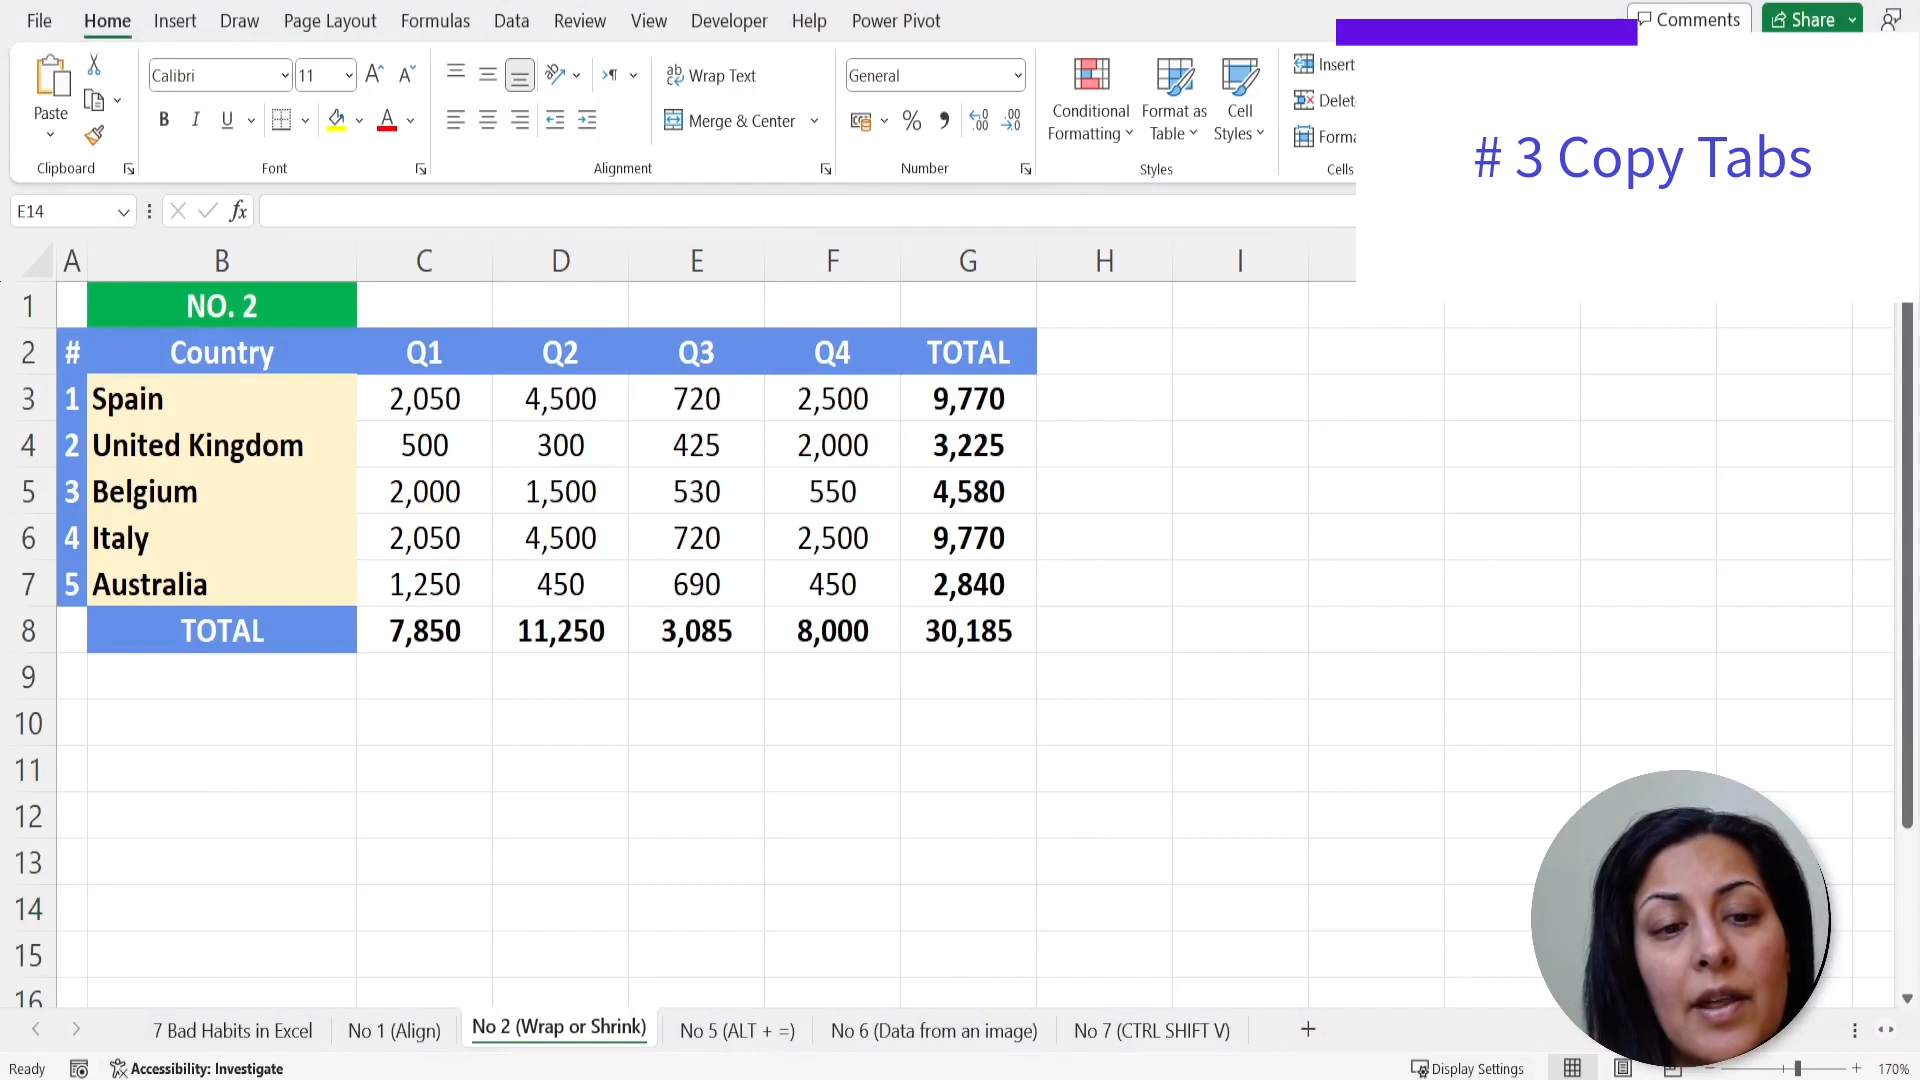 File Home Insert Draw Page Layout Formulas Data Review View Developer Help Power Pivot Comments Share
Paste
Clipboard
Calibri 11
B I U A
Font
ab Wrap Text
Merge & Center
Alignment
General
% , .00
Number
Conditional Formatting
Format as Table
Cell Styles
Styles
Insert
Delet
Forma
Cells
# 3 Copy Tabs
E14 fx
A B C D E F G H I
1 NO. 2
2 # Country Q1 Q2 Q3 Q4 TOTAL
3 1 Spain 2,050 4,500 720 2,500 9,770
4 2 United Kingdom 500 300 425 2,000 3,225
5 3 Belgium 2,000 1,500 530 550 4,580
6 4 Italy 2,050 4,500 720 2,500 9,770
7 5 Australia 1,250 450 690 450 2,840
8 TOTAL 7,850 11,250 3,085 8,000 30,185
9
10
11
12
13
14
15
16
7 Bad Habits in Excel No 1 (Align) No 2 (Wrap or Shrink) No 5 (ALT + =) No 6 (Data from an image) No 7 (CTRL SHIFT V) +
Ready Accessibility: Investigate Display Settings 170%